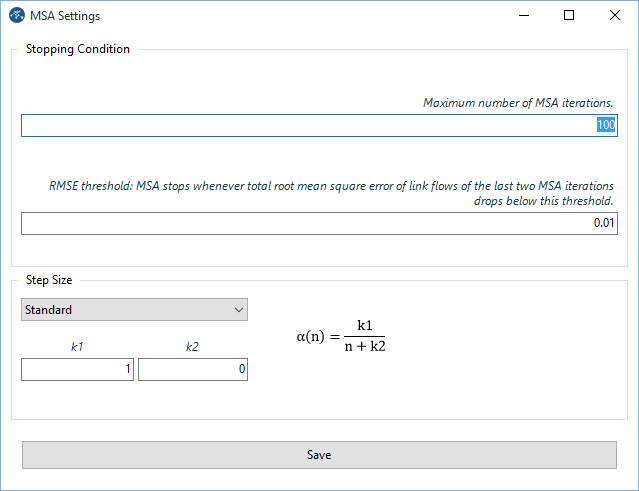 MSA Settings
Stopping Condition
Maximum number of MSA iterations.
100
RMSE threshold: MSA stops whenever total root mean square error of link flows of the last two MSA iterations
drops below this threshold.
0.01
Step Size
Standard
k1 k2
1 0
α(n) = k1
n + k2
Save